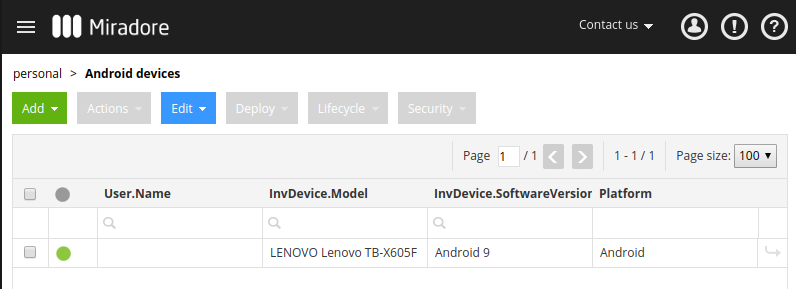 Miradore
Contact us
personal > Android devices
Add Actions Edit Deploy Lifecycle Security
Page 1 / 1 1 - 1 / 1 Page size: 100
User.Name InvDevice.Model InvDevice.SoftwareVersion Platform
LENOVO Lenovo TB-X605F Android 9 Android